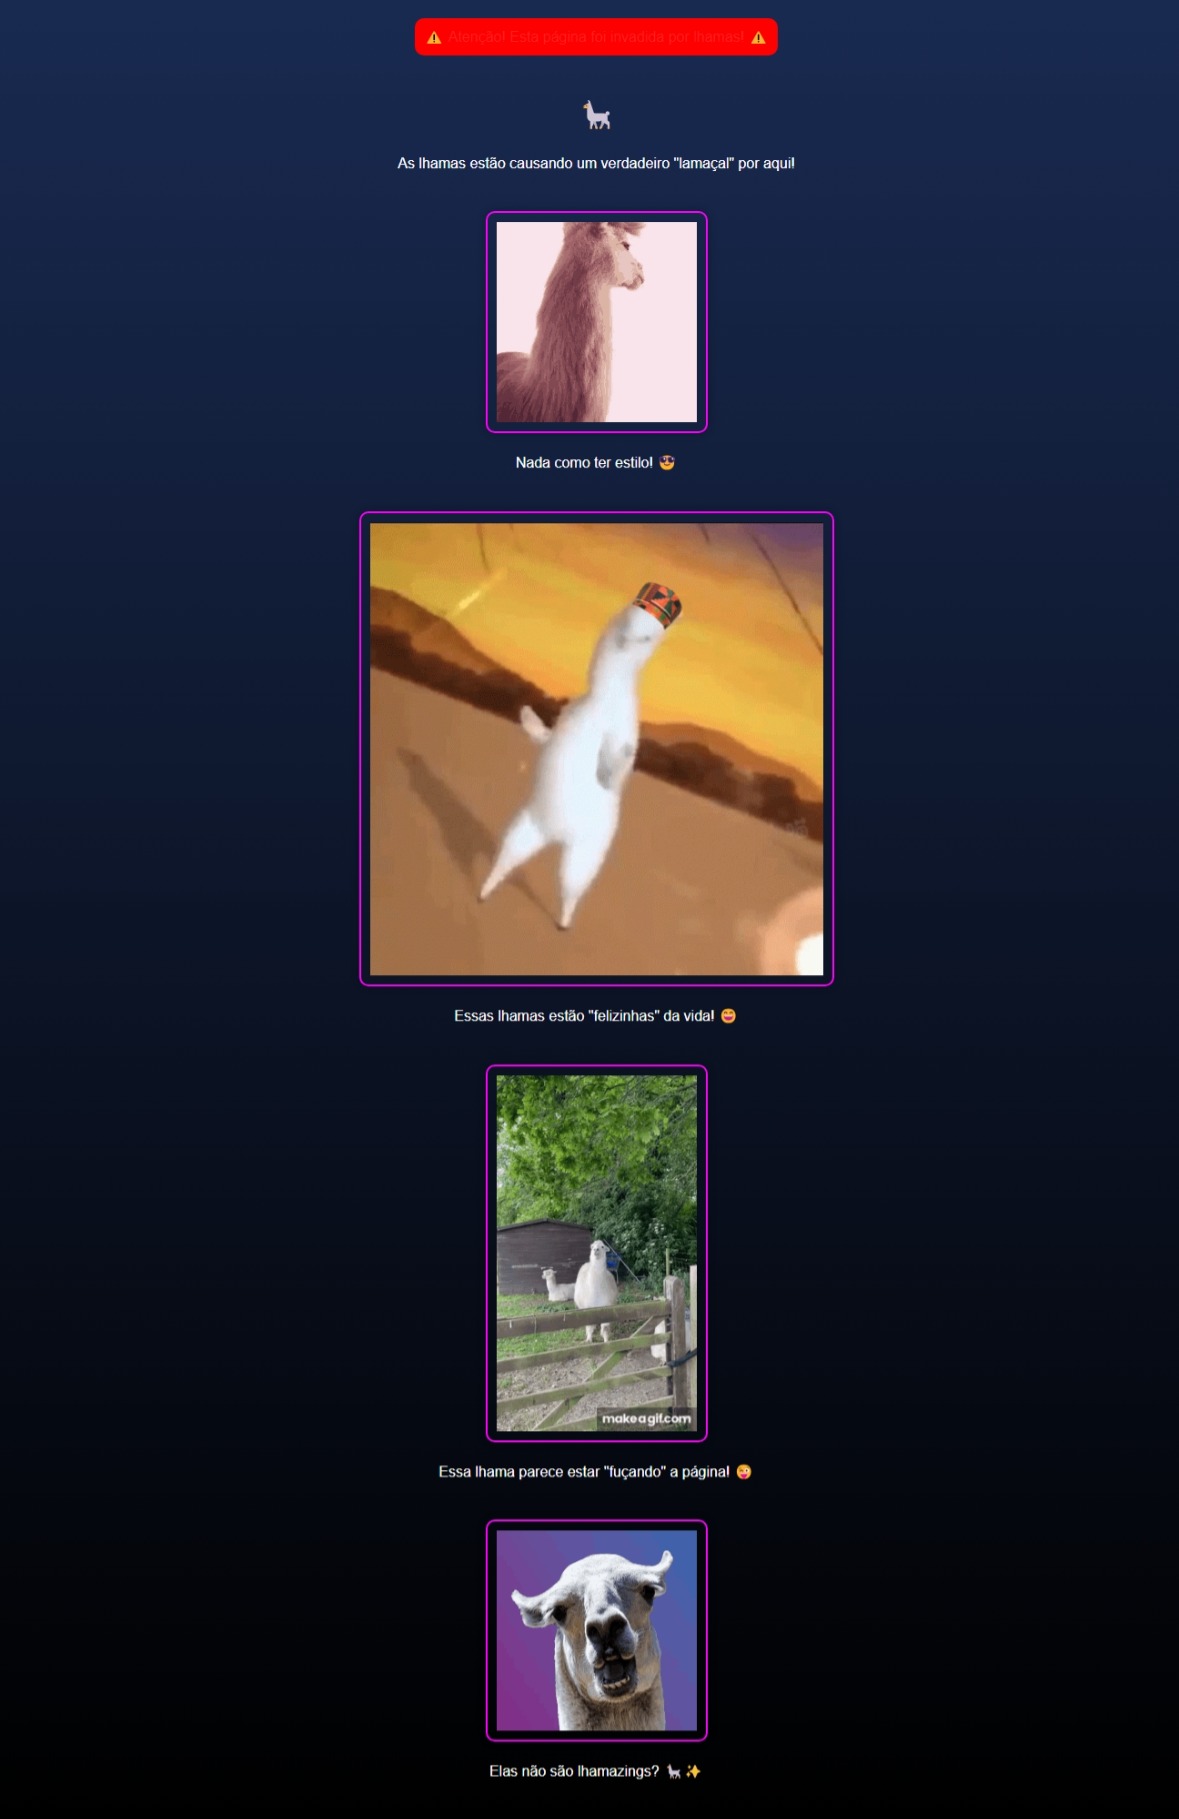 ⚠️ Atenção! Esta página foi invadida por lhamas! ⚠️
As lhamas estão causando um verdadeiro "lamaçal" por aqui!
Nada como ter estilo! 😎
Essas lhamas estão "felizinhas" da vida! 😄
makeagif.com
Essa lhama parece estar "fuçando" a página! 😜
Elas não são lhamazings? 🦙✨